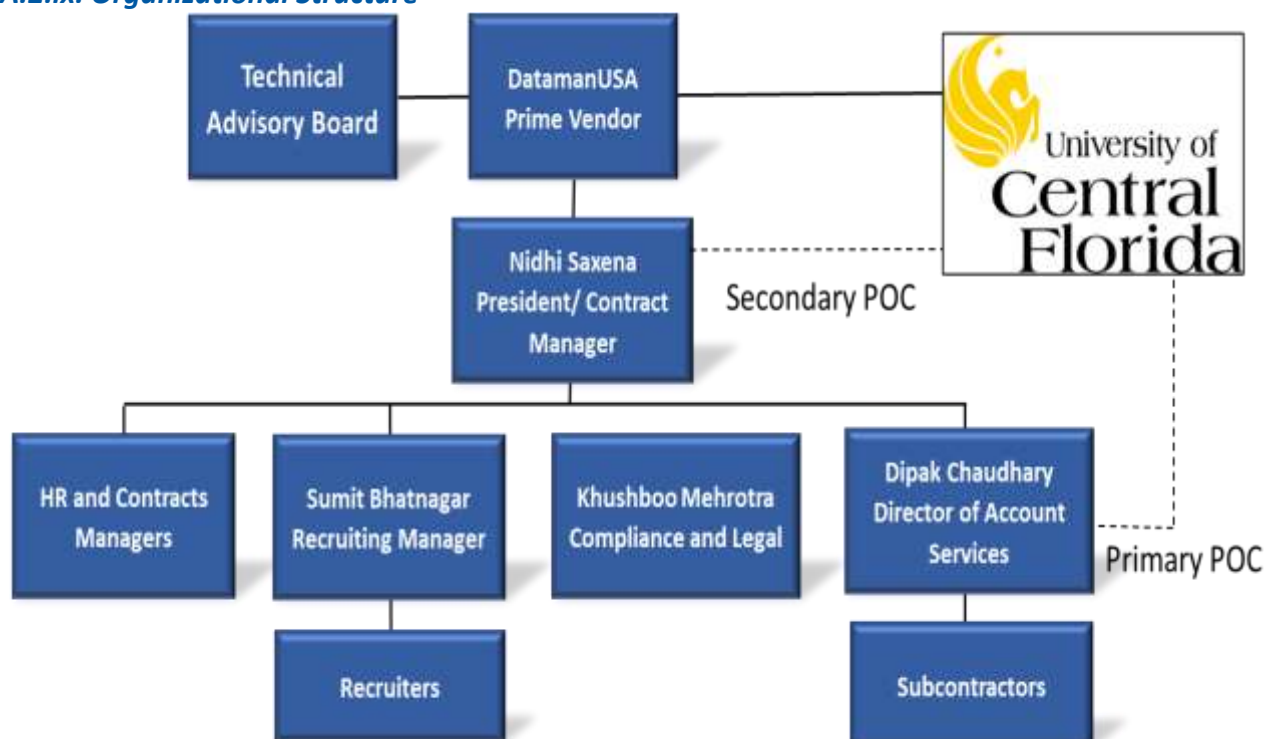 Organizational Structure
Technical
Advisory Board
DatamanUSA
Prime Vendor
University of
Central
Florida
Nidhi Saxena
President/ Contract
Manager
Secondary POC
HR and Contracts
Managers
Sumit Bhatnagar
Recruiting Manager
Khushboo Mehrotra
Compliance and Legal
Dipak Chaudhary
Director of Account
Services
Primary POC
Recruiters
Subcontractors